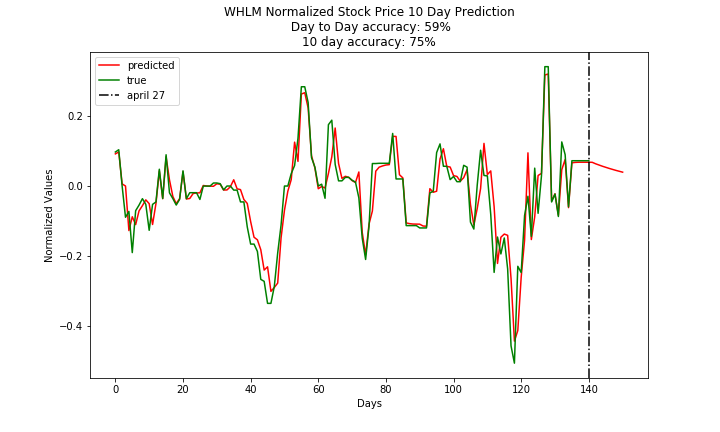 WHLM Normalized Stock Price 10 Day Prediction
Day to Day accuracy: 59%
10 day accuracy: 75%
predicted
true
april 27
Normalized Values
0.2
0.0
−0.2
−0.4
0 20 40 60 80 100 120 140
Days